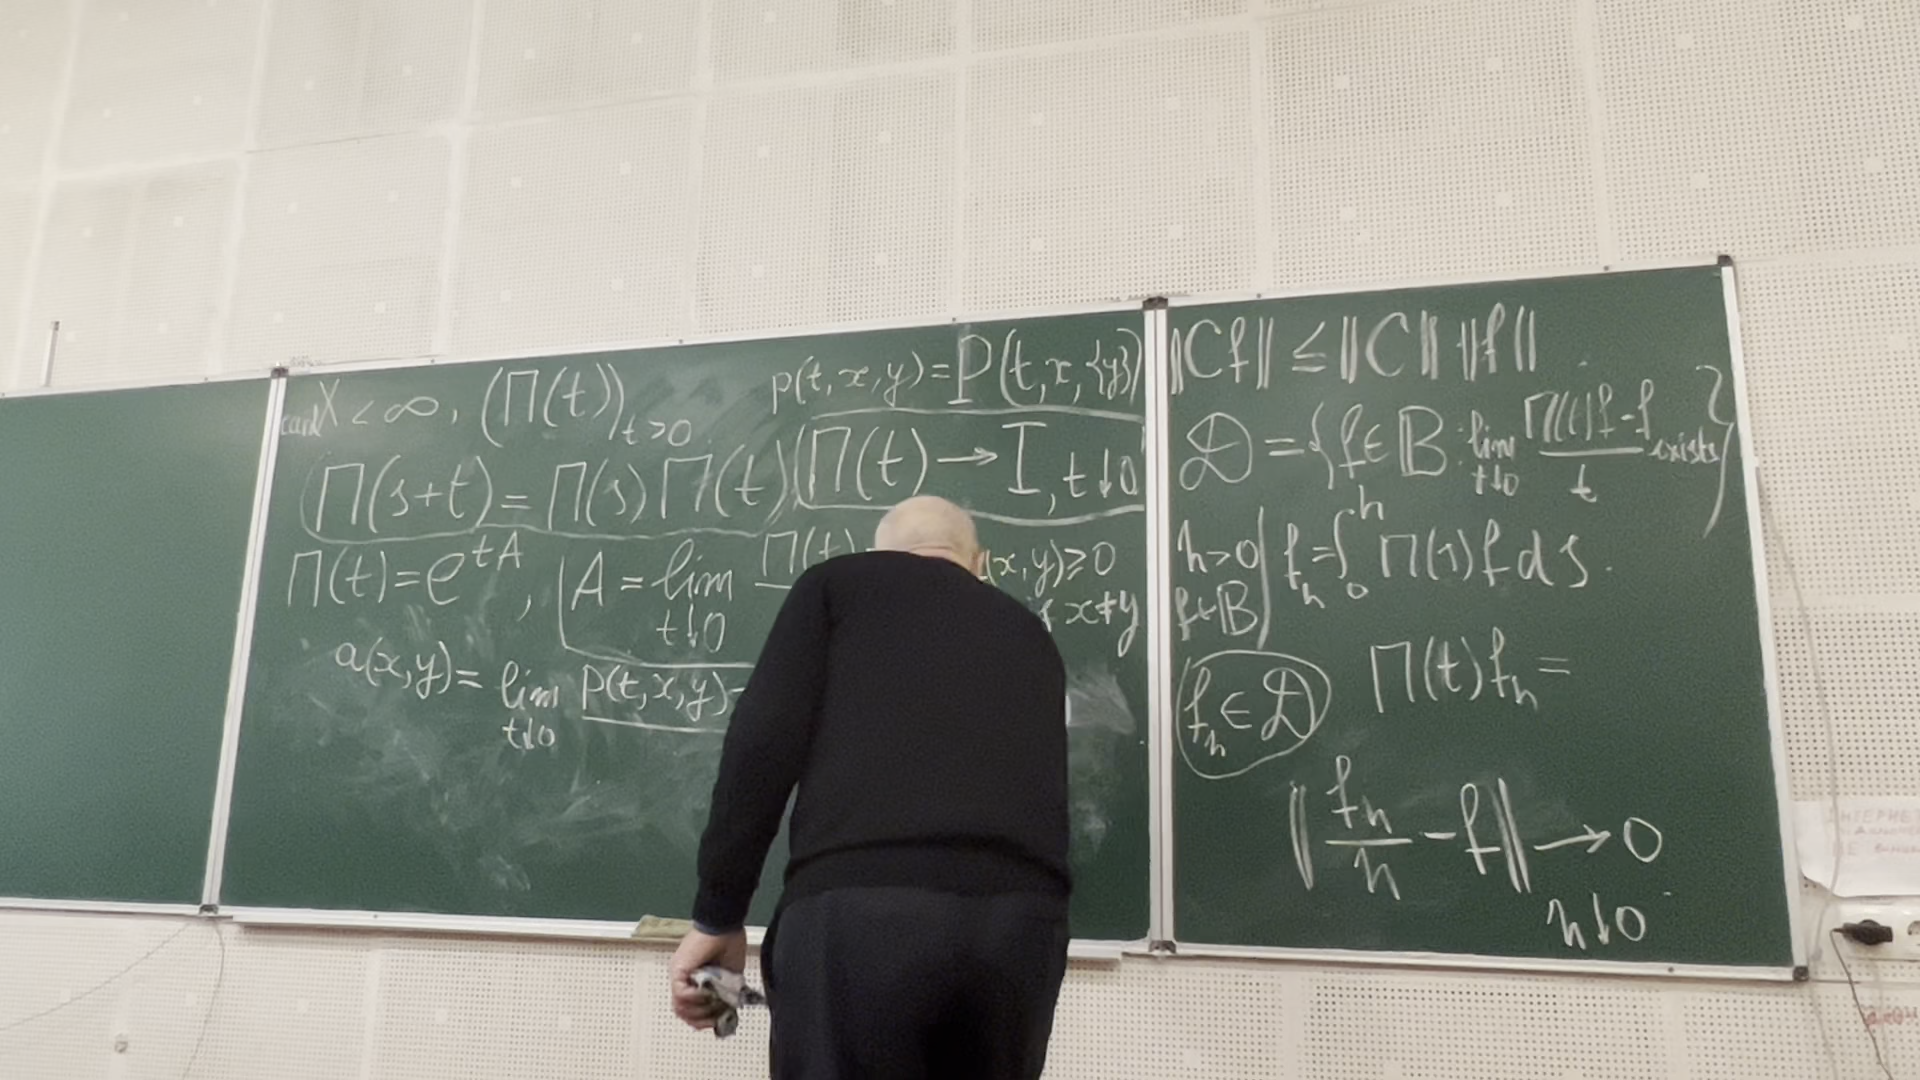 card X < ∞, (Π(t))_{t>0}
p(t,x,y) = P(t,x,{y})
Π(s+t) = Π(s)Π(t)
Π(t) → I, t↓0
Π(t) = e^{tA}, A = lim_{t↓0} Π(t)
(x,y) ≥ 0
x ≠ y
a(x,y) = lim_{t↓0} p(t,x,y) -
||Cf|| ≤ ||C|| ||f||
𝒟 = {f ∈ 𝔹 : lim_{t↓0} (Π(t)f - f)/t exists}
h > 0
f ∈ 𝔹
f_h = ∫_0^h Π(s) f ds.
f_h ∈ 𝒟
Π(t) f_h =
|| f_h/h - f || → 0
h↓0
ИНТЕРНЕТ